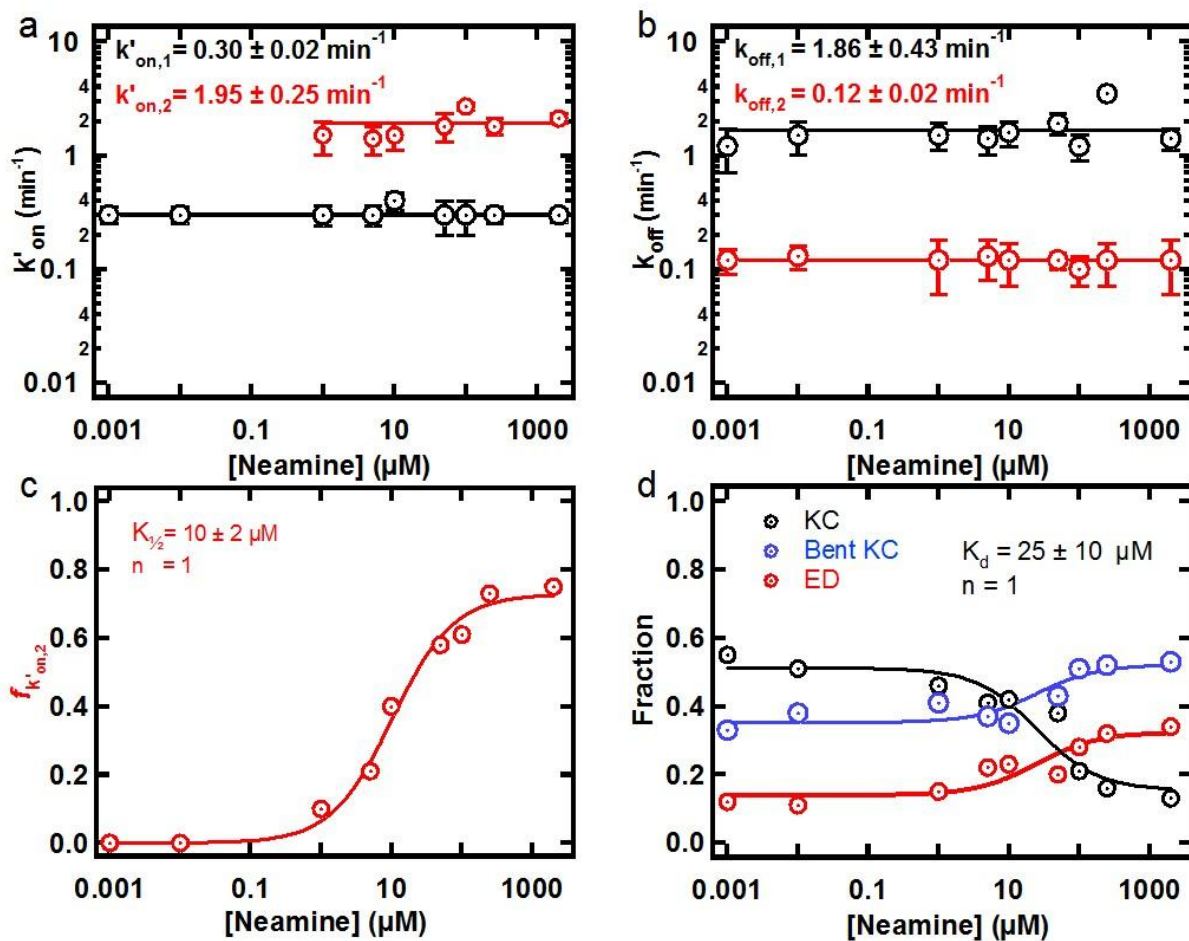 a
k'on,1= 0.30 ± 0.02 min-1
k'on,2= 1.95 ± 0.25 min-1
10
4
2
1
4
2
0.1
4
2
0.01
k'on (min-1)
0.001 0.1 10 1000
[Neamine] (µM)
b
koff,1= 1.86 ± 0.43 min-1
koff,2= 0.12 ± 0.02 min-1
10
4
2
1
4
2
0.1
4
2
0.01
koff (min-1)
0.001 0.1 10 1000
[Neamine] (µM)
c
K½= 10 ± 2 µM
n = 1
1.0
0.8
0.6
0.4
0.2
0.0
fk'on,2
0.001 0.1 10 1000
[Neamine] (µM)
d
KC
Bent KC
ED
Kd = 25 ± 10 µM
n = 1
1.0
0.8
0.6
0.4
0.2
0.0
Fraction
0.001 0.1 10 1000
[Neamine] (µM)